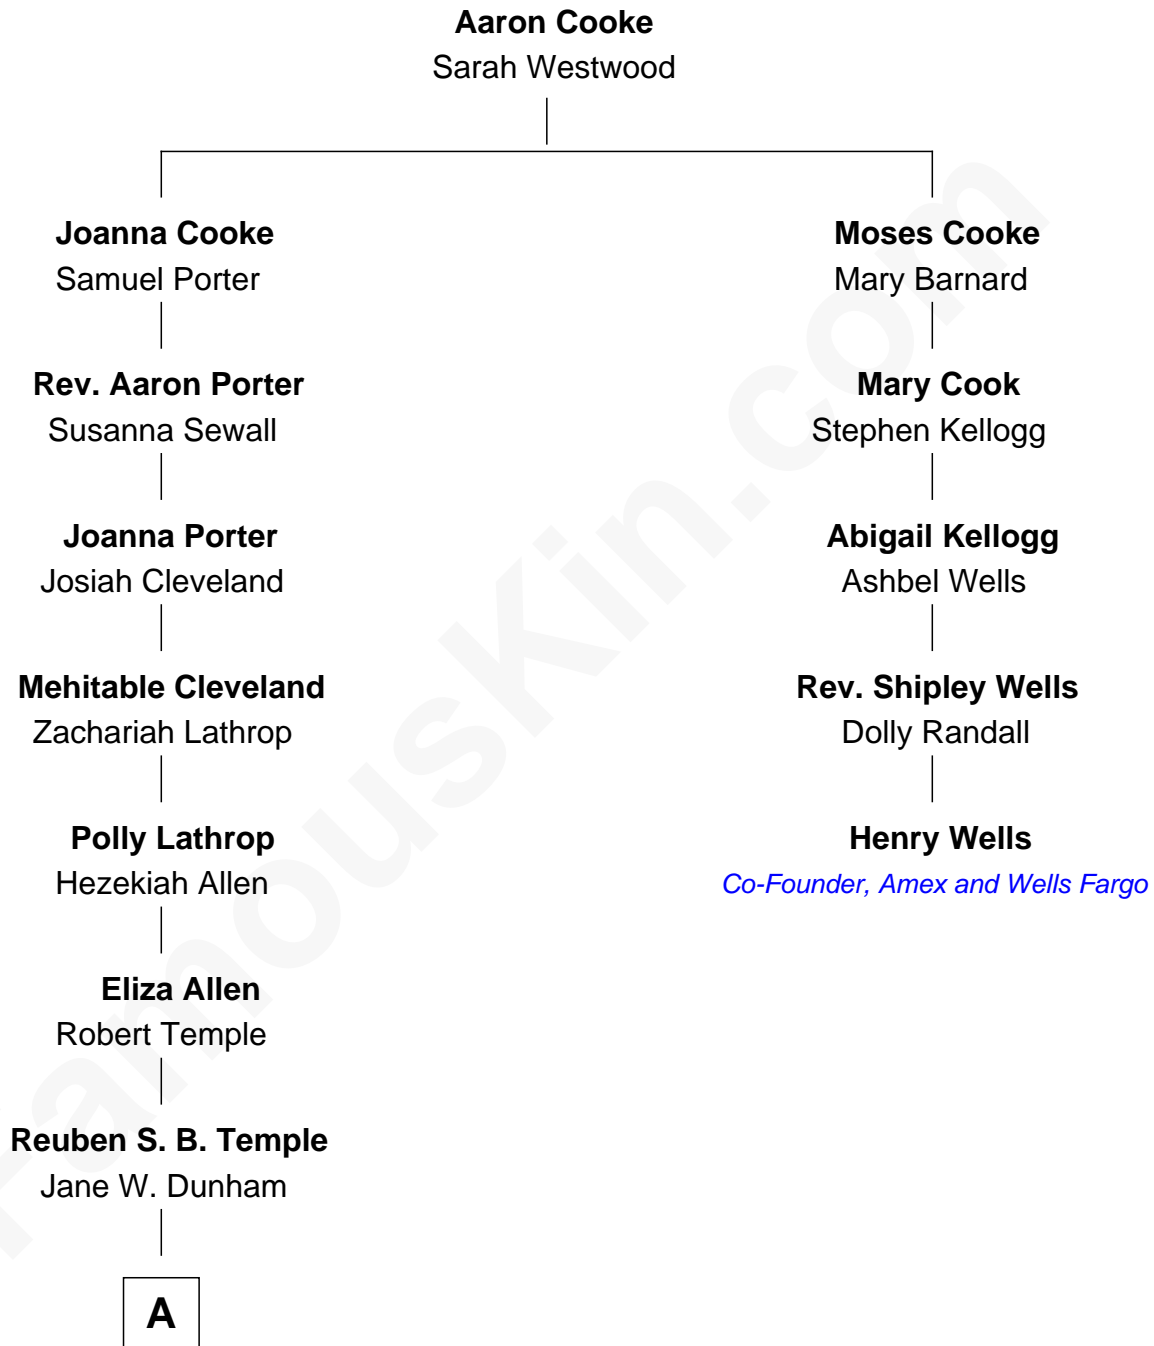 Aaron Cooke
Sarah Westwood
Joanna Cooke
Samuel Porter
Moses Cooke
Mary Barnard
Rev. Aaron Porter
Susanna Sewall
Mary Cook
Stephen Kellogg
Joanna Porter
Josiah Cleveland
Abigail Kellogg
Ashbel Wells
Mehitable Cleveland
Zachariah Lathrop
Rev. Shipley Wells
Dolly Randall
Polly Lathrop
Hezekiah Allen
Henry Wells
Co-Founder, Amex and Wells Fargo
Eliza Allen
Robert Temple
Reuben S. B. Temple
Jane W. Dunham
A
FamousKin.com